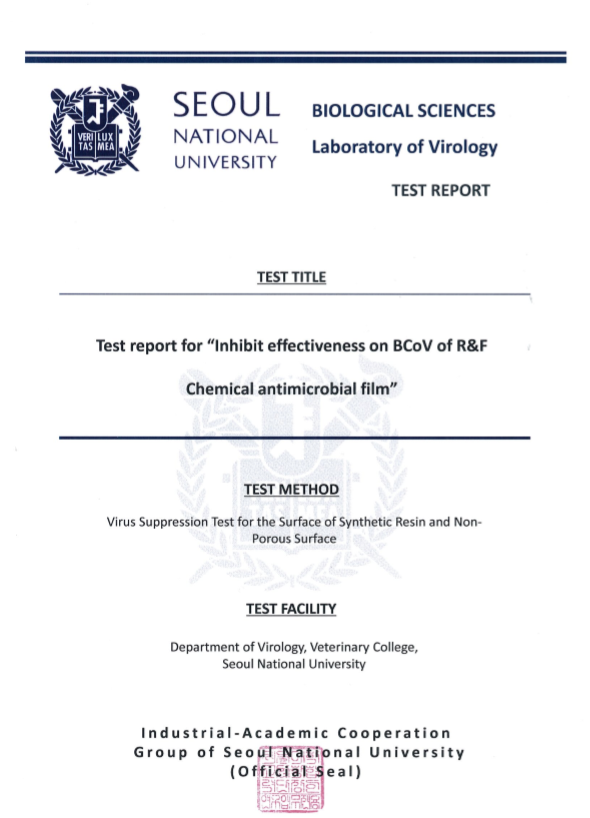 VERI LUX
TAS MEA
SEOUL
NATIONAL
UNIVERSITY
BIOLOGICAL SCIENCES
Laboratory of Virology
TEST REPORT
TEST TITLE
Test report for “Inhibit effectiveness on BCoV of R&F
Chemical antimicrobial film”
TEST METHOD
Virus Suppression Test for the Surface of Synthetic Resin and Non-
Porous Surface
TEST FACILITY
Department of Virology, Veterinary College,
Seoul National University
Industrial-Academic Cooperation
Group of Seoul National University
(Official Seal)